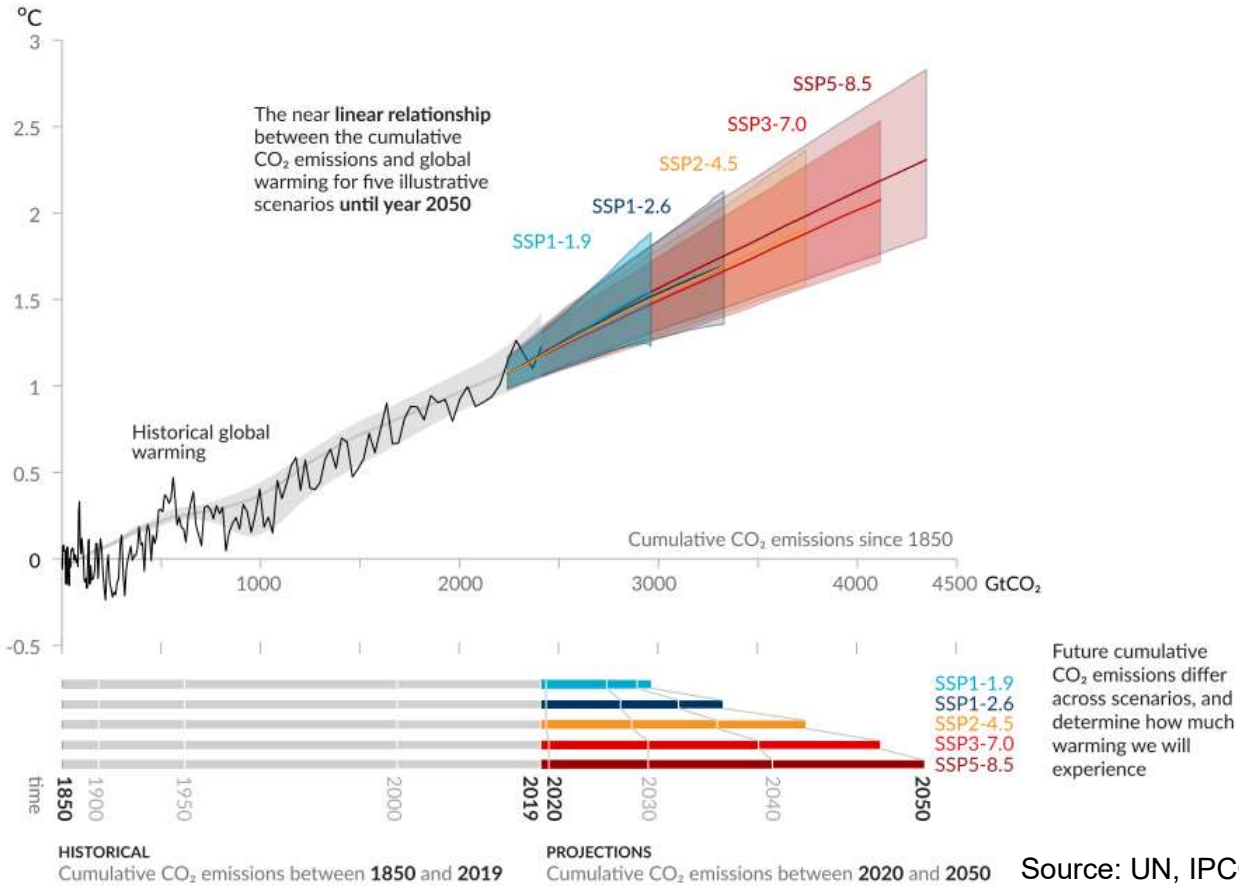 °C
3
2.5
2
1.5
1
0.5
0
-0.5
The near linear relationship
between the cumulative
CO₂ emissions and global
warming for five illustrative
scenarios until year 2050
SSP5-8.5
SSP3-7.0
SSP2-4.5
SSP1-2.6
SSP1-1.9
Historical global
warming
Cumulative CO₂ emissions since 1850
1000
2000
3000
4000
4500 GtCO₂
SSP1-1.9
SSP1-2.6
SSP2-4.5
SSP3-7.0
SSP5-8.5
Future cumulative
CO₂ emissions differ
across scenarios, and
determine how much
warming we will
experience
time
1850
1900
1950
2000
2019
2020
2030
2040
2050
HISTORICAL
Cumulative CO₂ emissions between 1850 and 2019
PROJECTIONS
Cumulative CO₂ emissions between 2020 and 2050
Source: UN, IPC